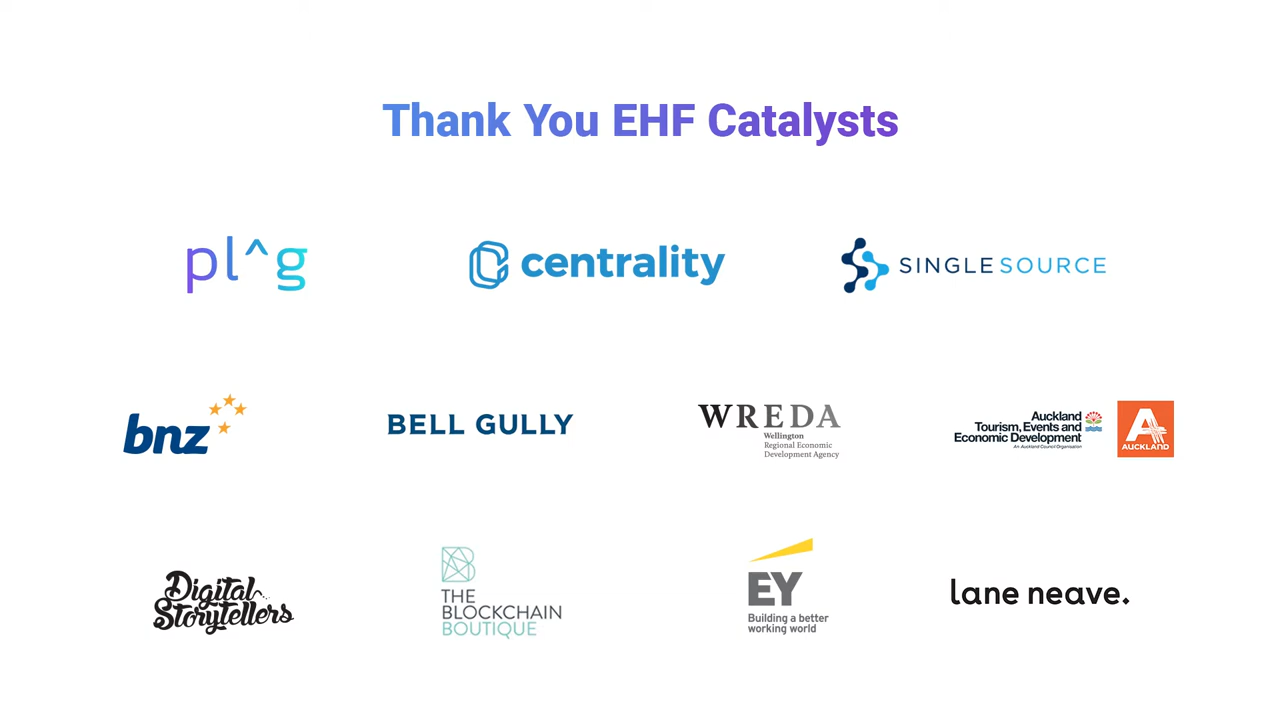 Thank You EHF Catalysts
pl^g
centrality
SINGLE SOURCE
bnz
BELL GULLY
WREDA
Wellington
Regional Economic
Development Agency
Auckland
Tourism, Events and
Economic Development
An Auckland Council Organisation
AUCKLAND
Digital
Storytellers
THE
BLOCKCHAIN
BOUTIQUE
EY
Building a better
working world
lane neave.